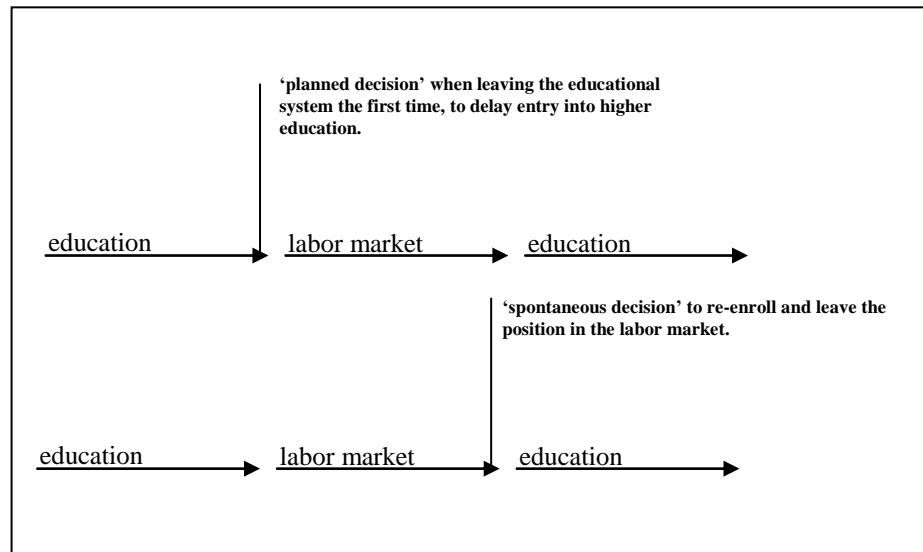 ‘planned decision’ when leaving the educational
system the first time, to delay entry into higher
education.
education
labor market
education
‘spontaneous decision’ to re-enroll and leave the
position in the labor market.
education
labor market
education